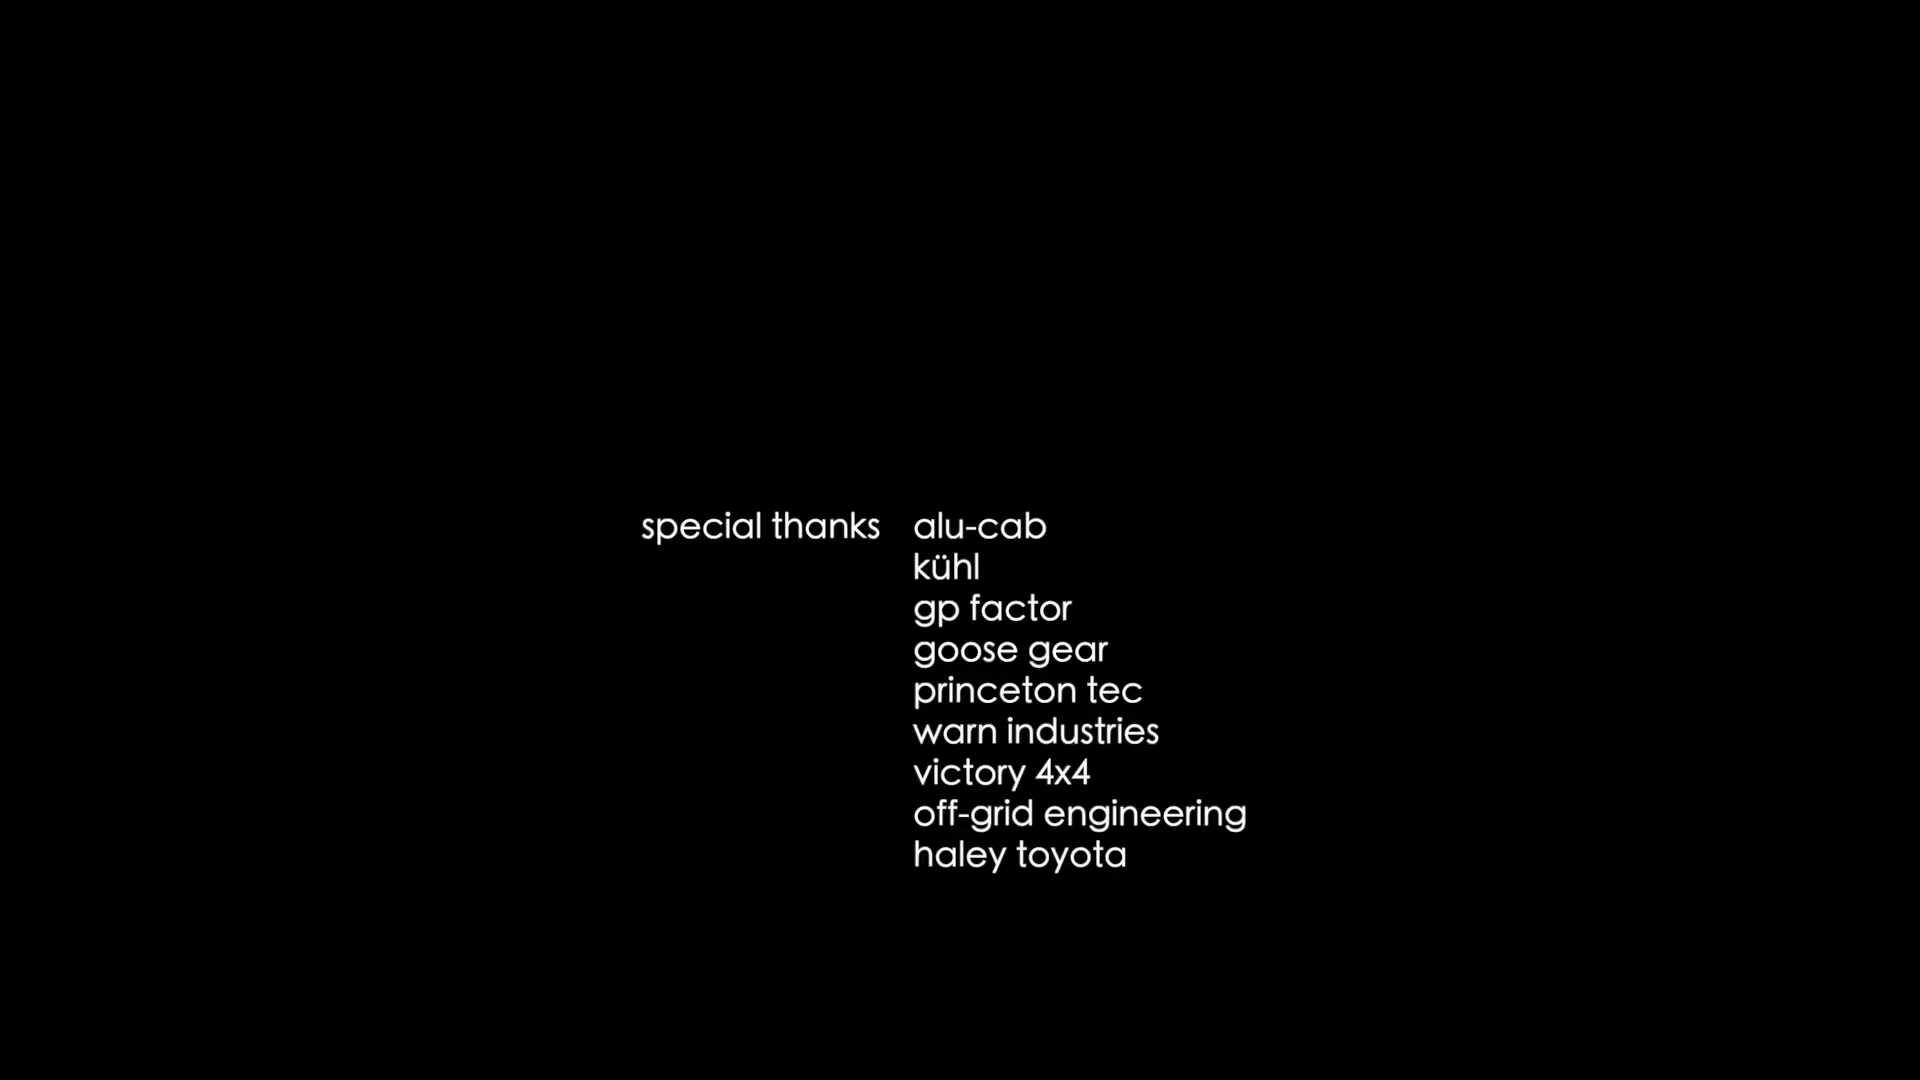 special thanks alu-cab
kühl
gp factor
goose gear
princeton tec
warn industries
victory 4x4
off-grid engineering
haley toyota